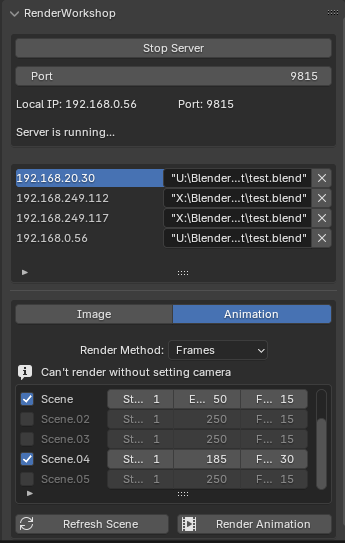 RenderWorkshop
Stop Server
Port 9815
Local IP: 192.168.0.56 Port: 9815
Server is running...
192.168.20.30 "U:\Blender...t\test.blend"
192.168.249.112 "X:\Blender...t\test.blend"
192.168.249.117 "X:\Blender...t\test.blend"
192.168.0.56 "U:\Blender...t\test.blend"
Image Animation
Render Method: Frames
Can't render without setting camera
Scene St... 1 E... 50 F... 15
Scene.02 St... 1 250 F... 15
Scene.03 St... 1 250 F... 15
Scene.04 St... 1 185 F... 30
Scene.05 St... 1 250 F... 15
Refresh Scene Render Animation